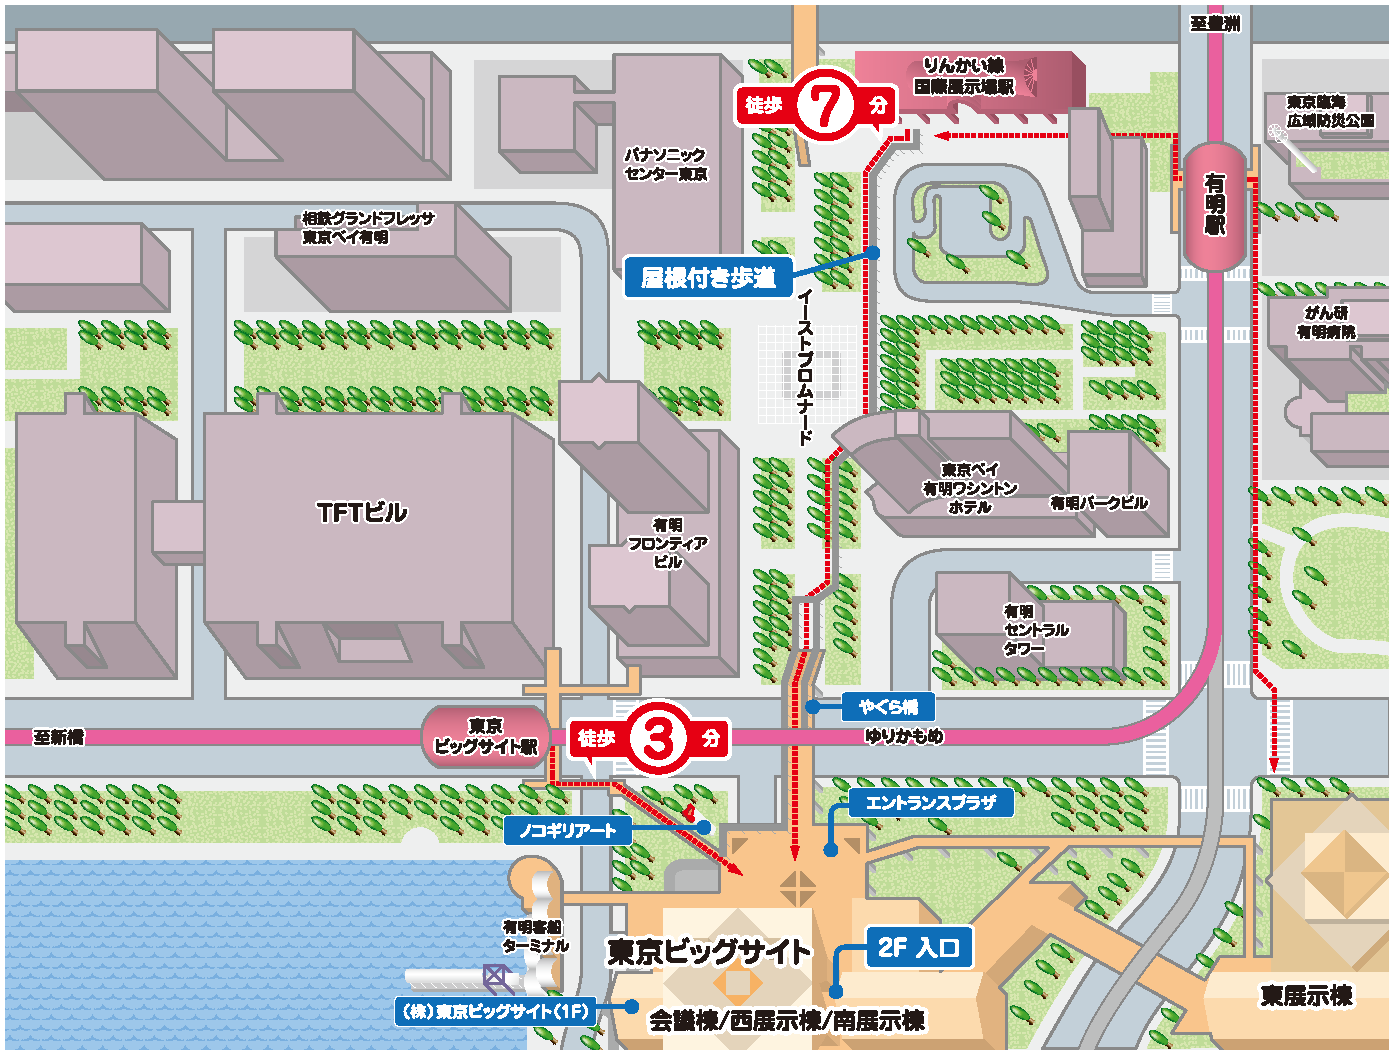 至豊洲
りんかい線
国際展示場駅
徒歩 7 分
東京臨海
広域防災公園
パナソニック
センター東京
有明駅
相鉄グランドフレッサ
東京ベイ有明
屋根付き歩道
イーストプロムナード
がん研
有明病院
東京ベイ
有明ワシントン
ホテル
有明パークビル
TFTビル
有明
フロンティア
ビル
有明
セントラル
タワー
やぐら橋
東京
ビッグサイト駅
至新橋
徒歩 3 分
ゆりかもめ
エントランスプラザ
ノコギリアート
有明客船
ターミナル
東京ビッグサイト
2F 入口
(株)東京ビッグサイト(1F)
会議棟/西展示棟/南展示棟
東展示棟